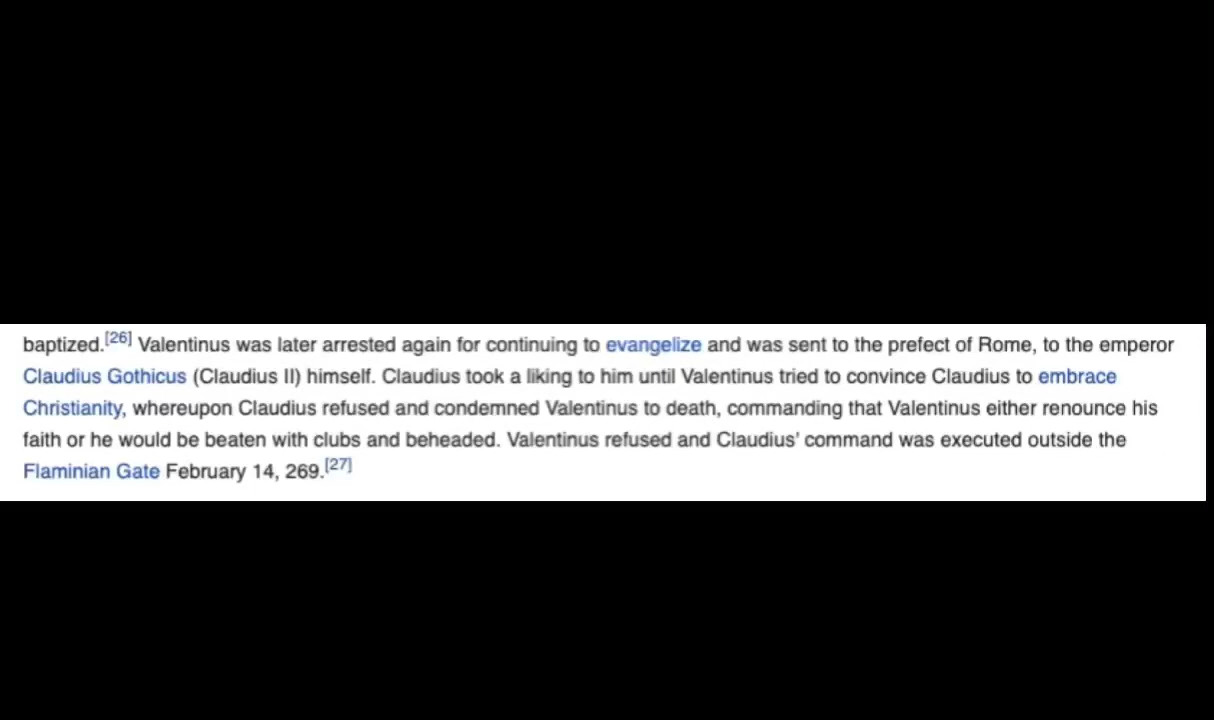 baptized.[26] Valentinus was later arrested again for continuing to evangelize and was sent to the prefect of Rome, to the emperor
Claudius Gothicus (Claudius II) himself. Claudius took a liking to him until Valentinus tried to convince Claudius to embrace
Christianity, whereupon Claudius refused and condemned Valentinus to death, commanding that Valentinus either renounce his
faith or he would be beaten with clubs and beheaded. Valentinus refused and Claudius' command was executed outside the
Flaminian Gate February 14, 269.[27]